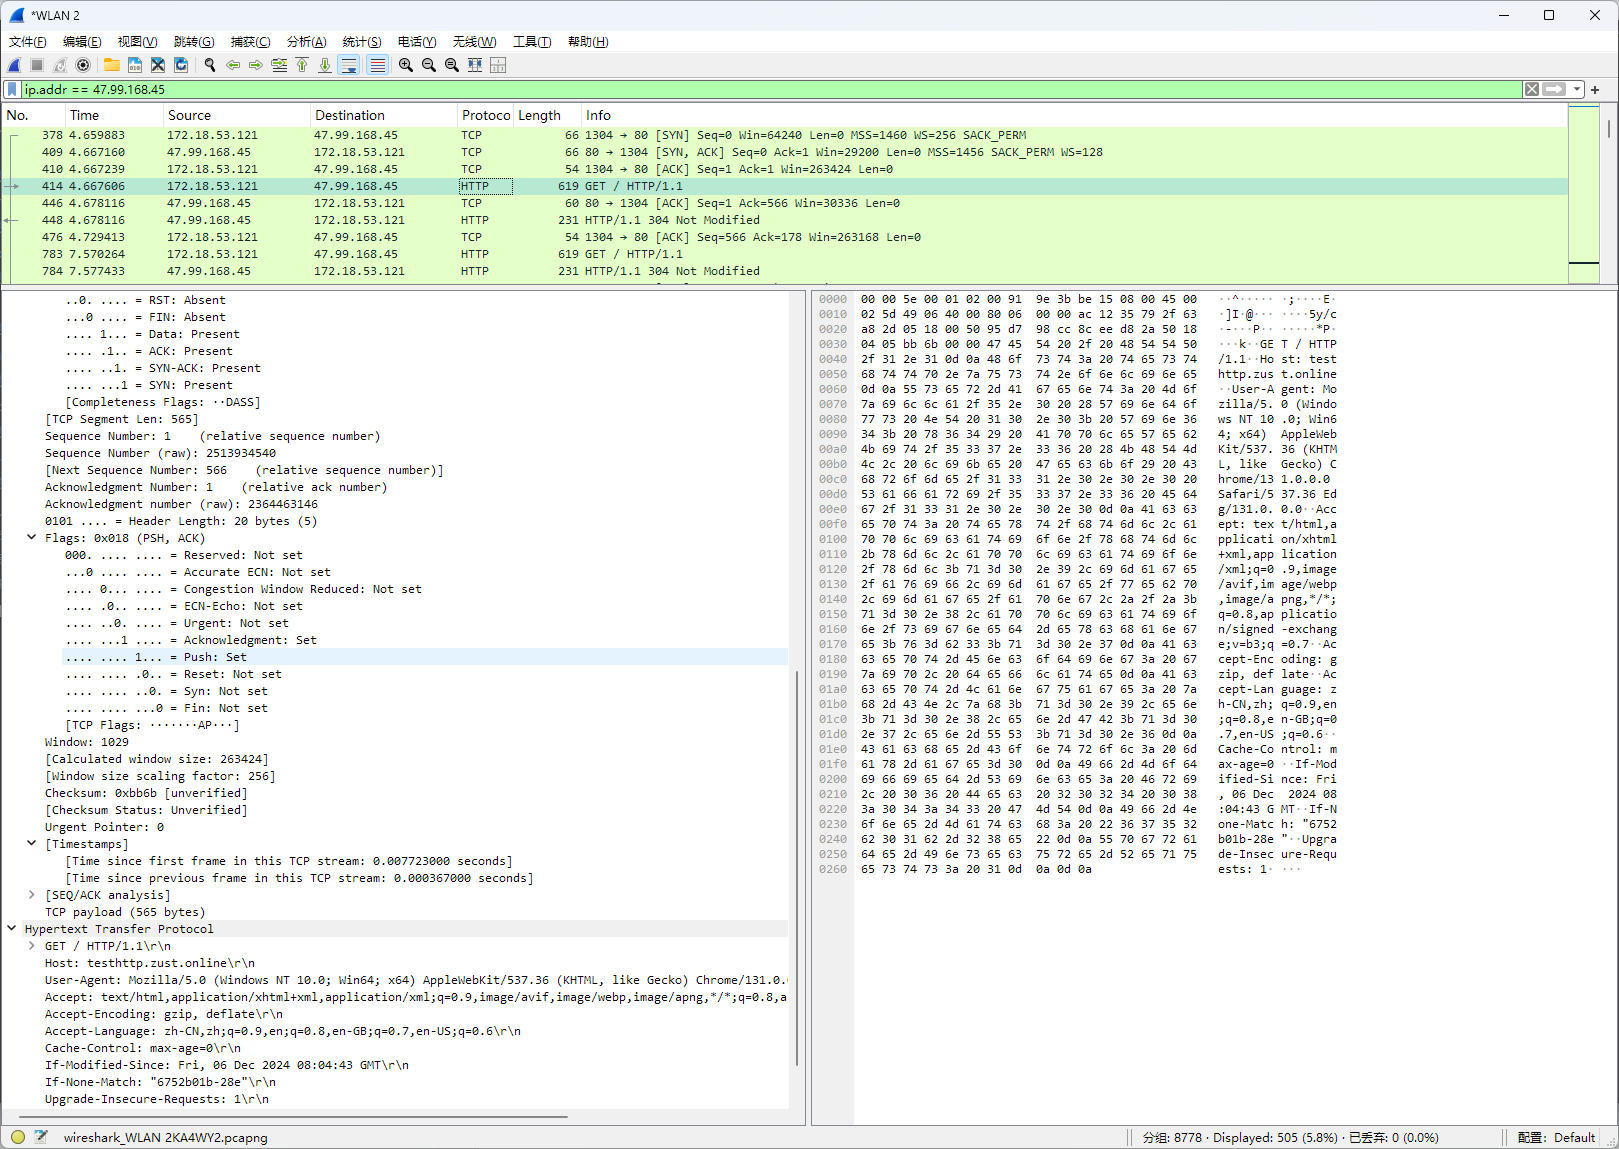 *WLAN 2
文件(F) 编辑(E) 视图(V) 跳转(G) 捕获(C) 分析(A) 统计(S) 电话(Y) 无线(W) 工具(T) 帮助(H)
ip.addr == 47.99.168.45
No. Time Source Destination Protoco Length Info
378 4.659883 172.18.53.121 47.99.168.45 TCP 66 1304 → 80 [SYN] Seq=0 Win=64240 Len=0 MSS=1460 WS=256 SACK_PERM
409 4.667160 47.99.168.45 172.18.53.121 TCP 66 80 → 1304 [SYN, ACK] Seq=0 Ack=1 Win=29200 Len=0 MSS=1456 SACK_PERM WS=128
410 4.667239 172.18.53.121 47.99.168.45 TCP 54 1304 → 80 [ACK] Seq=1 Ack=1 Win=263424 Len=0
414 4.667606 172.18.53.121 47.99.168.45 HTTP 619 GET / HTTP/1.1
446 4.678116 47.99.168.45 172.18.53.121 TCP 60 80 → 1304 [ACK] Seq=1 Ack=566 Win=30336 Len=0
448 4.678116 47.99.168.45 172.18.53.121 HTTP 231 HTTP/1.1 304 Not Modified
476 4.729413 172.18.53.121 47.99.168.45 TCP 54 1304 → 80 [ACK] Seq=566 Ack=178 Win=263168 Len=0
783 7.570264 172.18.53.121 47.99.168.45 HTTP 619 GET / HTTP/1.1
784 7.577433 47.99.168.45 172.18.53.121 HTTP 231 HTTP/1.1 304 Not Modified
..0. .... = RST: Absent
...0 .... = FIN: Absent
.... 1... = Data: Present
.... .1.. = ACK: Present
.... ..1. = SYN-ACK: Present
.... ...1 = SYN: Present
[Completeness Flags: ··DASS]
[TCP Segment Len: 565]
Sequence Number: 1 (relative sequence number)
Sequence Number (raw): 2513934540
[Next Sequence Number: 566 (relative sequence number)]
Acknowledgment Number: 1 (relative ack number)
Acknowledgment number (raw): 2364463146
0101 .... = Header Length: 20 bytes (5)
Flags: 0x018 (PSH, ACK)
000. .... .... = Reserved: Not set
...0 .... .... = Accurate ECN: Not set
.... 0... .... = Congestion Window Reduced: Not set
.... .0.. .... = ECN-Echo: Not set
.... ..0. .... = Urgent: Not set
.... ...1 .... = Acknowledgment: Set
.... .... 1... = Push: Set
.... .... .0.. = Reset: Not set
.... .... ..0. = Syn: Not set
.... .... ...0 = Fin: Not set
[TCP Flags: ·······AP···]
Window: 1029
[Calculated window size: 263424]
[Window size scaling factor: 256]
Checksum: 0xbb6b [unverified]
[Checksum Status: Unverified]
Urgent Pointer: 0
[Timestamps]
[Time since first frame in this TCP stream: 0.007723000 seconds]
[Time since previous frame in this TCP stream: 0.000367000 seconds]
[SEQ/ACK analysis]
TCP payload (565 bytes)
Hypertext Transfer Protocol
GET / HTTP/1.1\r\n
Host: testhttp.zust.online\r\n
User-Agent: Mozilla/5.0 (Windows NT 10.0; Win64; x64) AppleWebKit/537.36 (KHTML, like Gecko) Chrome/131.0.
Accept: text/html,application/xhtml+xml,application/xml;q=0.9,image/avif,image/webp,image/apng,*/*;q=0.8,a
Accept-Encoding: gzip, deflate\r\n
Accept-Language: zh-CN,zh;q=0.9,en;q=0.8,en-GB;q=0.7,en-US;q=0.6\r\n
Cache-Control: max-age=0\r\n
If-Modified-Since: Fri, 06 Dec 2024 08:04:43 GMT\r\n
If-None-Match: "6752b01b-28e"\r\n
Upgrade-Insecure-Requests: 1\r\n
0000 00 00 5e 00 01 02 00 91 9e 3b be 15 08 00 45 00 ··^····· ·;····E·
0010 02 5d 49 06 40 00 80 06 00 00 ac 12 35 79 2f 63 ·]I·@··· ····5y/c
0020 a8 2d 05 18 00 50 95 d7 98 cc 8c ee d8 2a 50 18 ·-···P·· ·····*P·
0030 04 05 bb 6b 00 00 47 45 54 20 2f 20 48 54 54 50 ···k··GE T / HTTP
0040 2f 31 2e 31 0d 0a 48 6f 73 74 3a 20 74 65 73 74 /1.1··Ho st: test
0050 68 74 74 70 2e 7a 75 73 74 2e 6f 6e 6c 69 6e 65 http.zus t.online
0060 0d 0a 55 73 65 72 2d 41 67 65 6e 74 3a 20 4d 6f ··User-A gent: Mo
0070 7a 69 6c 6c 61 2f 35 2e 30 20 28 57 69 6e 64 6f zilla/5. 0 (Windo
0080 77 73 20 4e 54 20 31 30 2e 30 3b 20 57 69 6e 36 ws NT 10 .0; Win6
0090 34 3b 20 78 36 34 29 20 41 70 70 6c 65 57 65 62 4; x64)  AppleWeb
00a0 4b 69 74 2f 35 33 37 2e 33 36 20 28 4b 48 54 4d Kit/537. 36 (KHTM
00b0 4c 2c 20 6c 69 6b 65 20 47 65 63 6b 6f 29 20 43 L, like  Gecko) C
00c0 68 72 6f 6d 65 2f 31 33 31 2e 30 2e 30 2e 30 20 hrome/13 1.0.0.0
00d0 53 61 66 61 72 69 2f 35 33 37 2e 33 36 20 45 64 Safari/5 37.36 Ed
00e0 67 2f 31 33 31 2e 30 2e 30 2e 30 0d 0a 41 63 63 g/131.0. 0.0··Acc
00f0 65 70 74 3a 20 74 65 78 74 2f 68 74 6d 6c 2c 61 ept: tex t/html,a
0100 70 70 6c 69 63 61 74 69 6f 6e 2f 78 68 74 6d 6c pplicati on/xhtml
0110 2b 78 6d 6c 2c 61 70 70 6c 69 63 61 74 69 6f 6e +xml,app lication
0120 2f 78 6d 6c 3b 71 3d 30 2e 39 2c 69 6d 61 67 65 /xml;q=0 .9,image
0130 2f 61 76 69 66 2c 69 6d 61 67 65 2f 77 65 62 70 /avif,im age/webp
0140 2c 69 6d 61 67 65 2f 61 70 6e 67 2c 2a 2f 2a 3b ,image/a png,*/*;
0150 71 3d 30 2e 38 2c 61 70 70 6c 69 63 61 74 69 6f q=0.8,ap plicatio
0160 6e 2f 73 69 67 6e 65 64 2d 65 78 63 68 61 6e 67 n/signed -exchang
0170 65 3b 76 3d 62 33 3b 71 3d 30 2e 37 0d 0a 41 63 e;v=b3;q =0.7··Ac
0180 63 65 70 74 2d 45 6e 63 6f 64 69 6e 67 3a 20 67 cept-Enc oding: g
0190 7a 69 70 2c 20 64 65 66 6c 61 74 65 0d 0a 41 63 zip, def late··Ac
01a0 63 65 70 74 2d 4c 61 6e 67 75 61 67 65 3a 20 7a cept-Lan guage: z
01b0 68 2d 43 4e 2c 7a 68 3b 71 3d 30 2e 39 2c 65 6e h-CN,zh; q=0.9,en
01c0 3b 71 3d 30 2e 38 2c 65 6e 2d 47 42 3b 71 3d 30 ;q=0.8,e n-GB;q=0
01d0 2e 37 2c 65 6e 2d 55 53 3b 71 3d 30 2e 36 0d 0a .7,en-US ;q=0.6··
01e0 43 61 63 68 65 2d 43 6f 6e 74 72 6f 6c 3a 20 6d Cache-Co ntrol: m
01f0 61 78 2d 61 67 65 3d 30 0d 0a 49 66 2d 4d 6f 64 ax-age=0 ··If-Mod
0200 69 66 69 65 64 2d 53 69 6e 63 65 3a 20 46 72 69 ified-Si nce: Fri
0210 2c 20 30 36 20 44 65 63 20 32 30 32 34 20 30 38 , 06 Dec  2024 08
0220 3a 30 34 3a 34 33 20 47 4d 54 0d 0a 49 66 2d 4e :04:43 G MT··If-N
0230 6f 6e 65 2d 4d 61 74 63 68 3a 20 22 36 37 35 32 one-Matc h: "6752
0240 62 30 31 62 2d 32 38 65 22 0d 0a 55 70 67 72 61 b01b-28e "··Upgra
0250 64 65 2d 49 6e 73 65 63 75 72 65 2d 52 65 71 75 de-Insec ure-Requ
0260 65 73 74 73 3a 20 31 0d 0a 0d 0a ests: 1· ···
wireshark_WLAN 2KA4WY2.pcapng
分组: 8778 · Displayed: 505 (5.8%) · 已丢弃: 0 (0.0%)
配置: Default